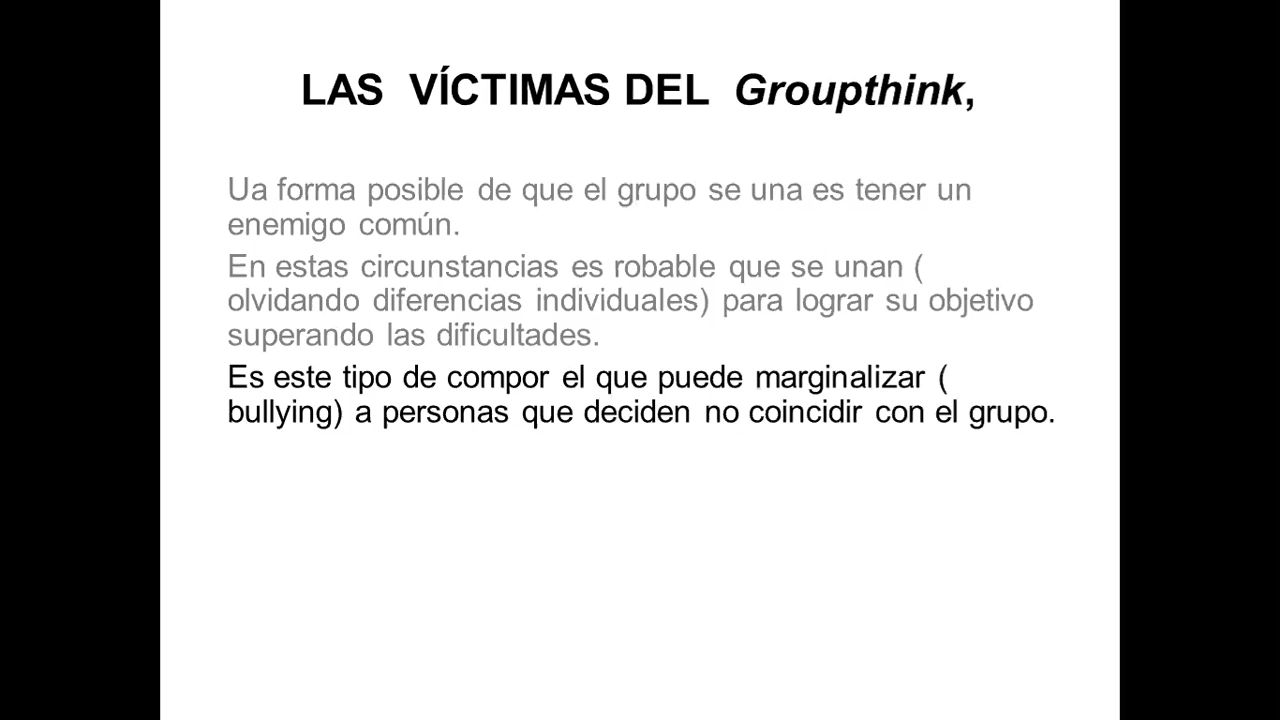 LAS VÍCTIMAS DEL Groupthink,
Ua forma posible de que el grupo se una es tener un
enemigo común.
En estas circunstancias es robable que se unan (
olvidando diferencias individuales) para lograr su objetivo
superando las dificultades.
Es este tipo de compor el que puede marginalizar (
bullying) a personas que deciden no coincidir con el grupo.